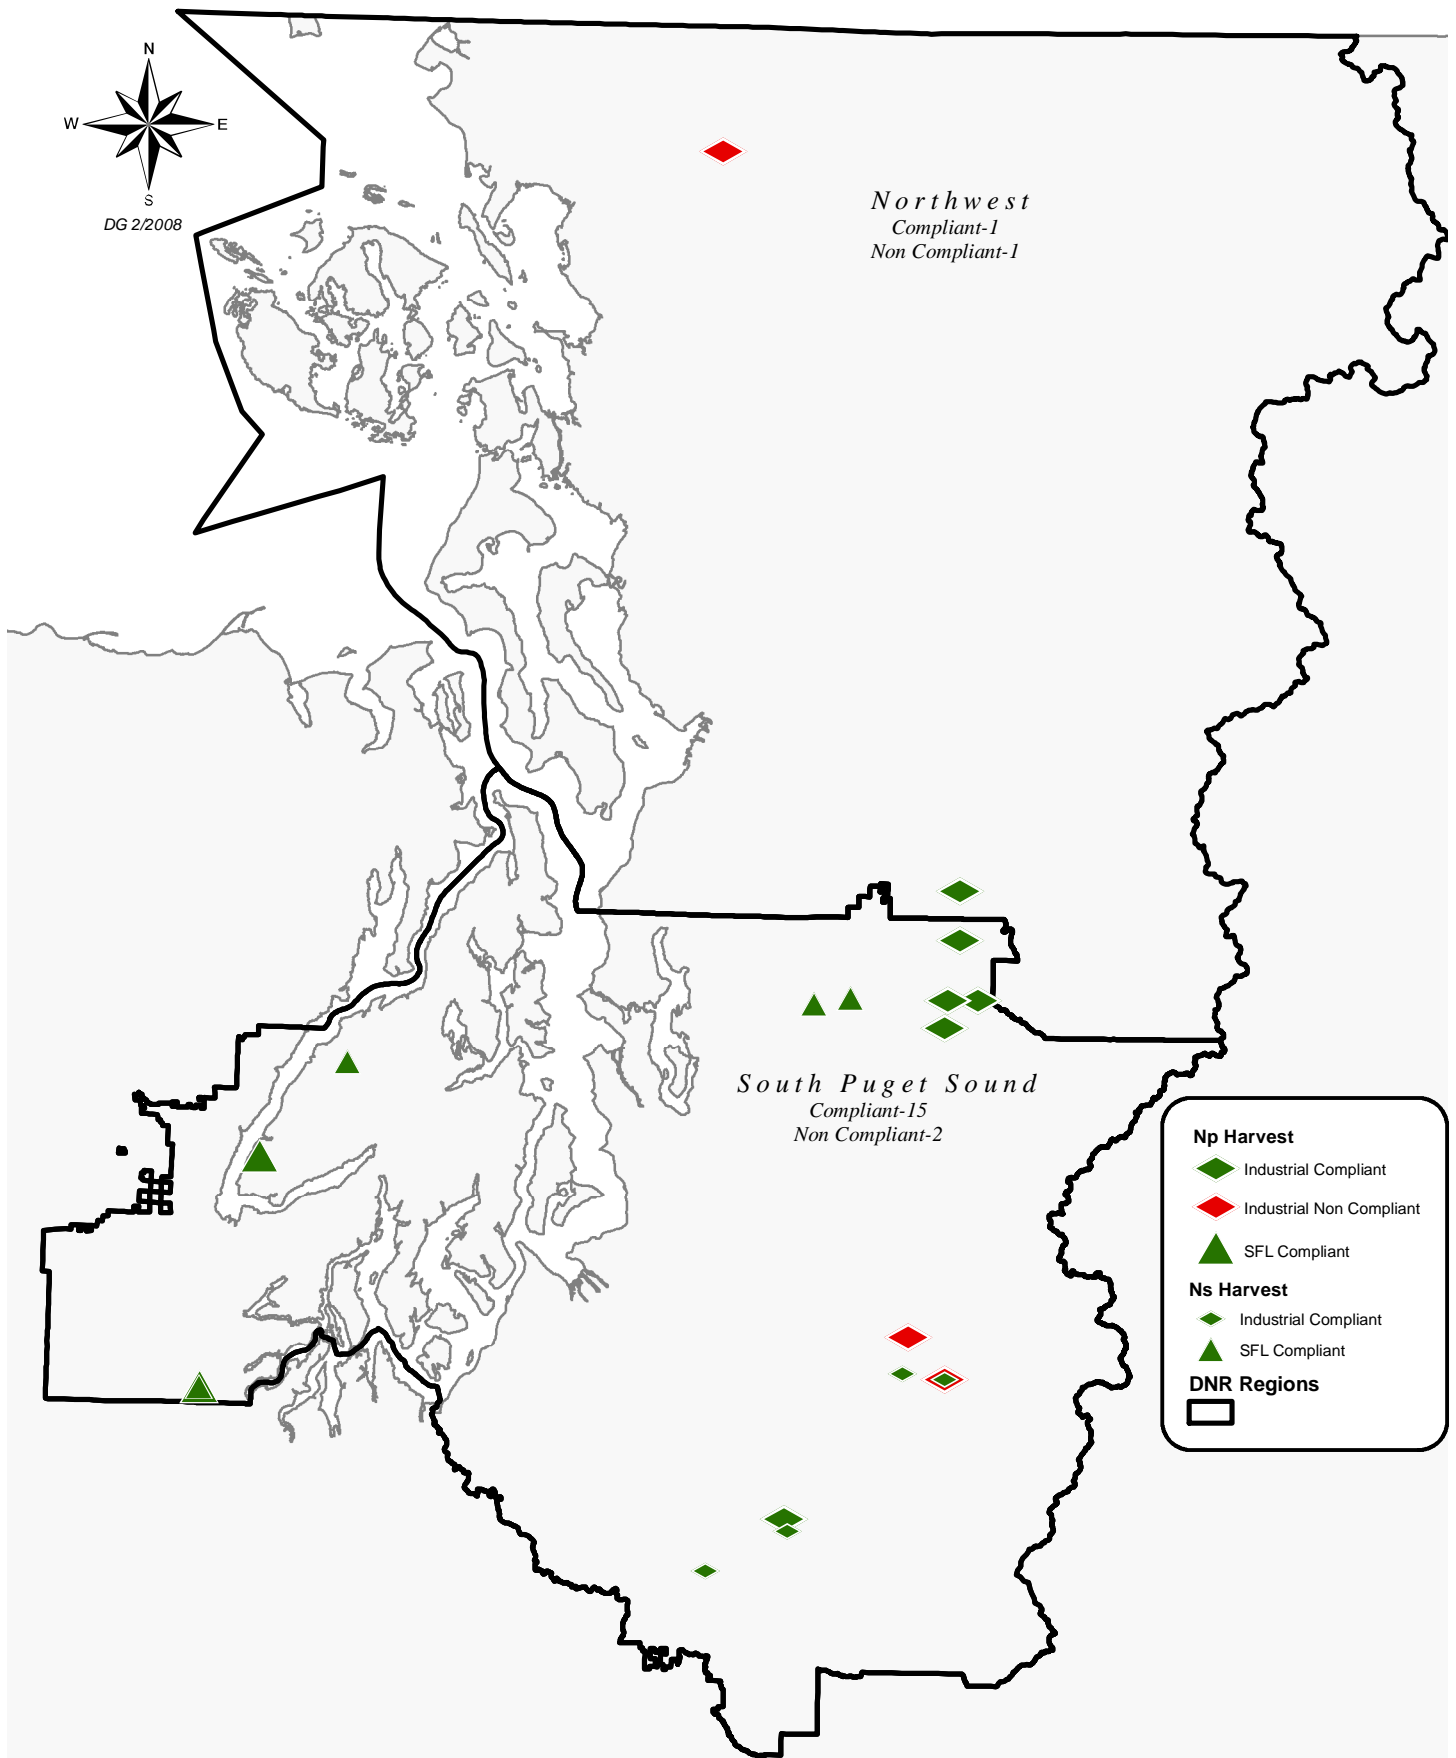 N
W
E
S
DG 2/2008
Northwest
Compliant-1
Non Compliant-1
South Puget Sound
Compliant-15
Non Compliant-2
Np Harvest
Industrial Compliant
Industrial Non Compliant
SFL Compliant
Ns Harvest
Industrial Compliant
SFL Compliant
DNR Regions